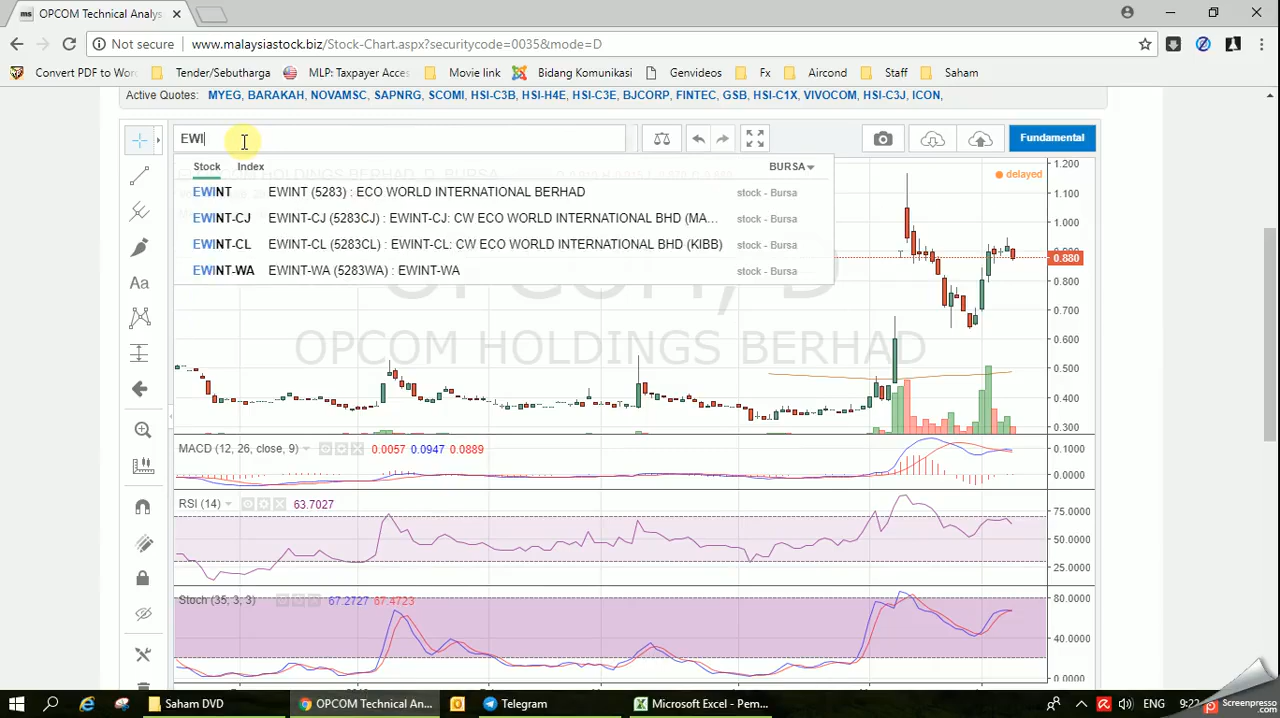 ms OPCOM Technical Analys
Not secure www.malaysiastock.biz/Stock-Chart.aspx?securitycode=0035&mode=D
Convert PDF to Word Tender/Sebutharga MLP: Taxpayer Acces Movie link Bidang Komunikasi Genvideos Fx Aircond Staff Saham
Active Quotes: MYEG, BARAKAH, NOVAMSC, SAPNRG, SCOMI, HSI-C3B, HSI-H4E, HSI-C3E, BJCORP, FINTEC, GSB, HSI-C1X, VIVOCOM, HSI-C3J, ICON,
EWI Fundamental
Stock Index BURSA
EWINT EWINT (5283) : ECO WORLD INTERNATIONAL BERHAD stock - Bursa
EWINT-CJ EWINT-CJ (5283CJ) : EWINT-CJ: CW ECO WORLD INTERNATIONAL BHD (MA... stock - Bursa
EWINT-CL EWINT-CL (5283CL) : EWINT-CL: CW ECO WORLD INTERNATIONAL BHD (KIBB) stock - Bursa
EWINT-WA EWINT-WA (5283WA) : EWINT-WA stock - Bursa
delayed
1.200
1.100
1.000
0.880
0.800
0.700
0.600
0.500
0.400
0.300
OPCOM, D
OPCOM HOLDINGS BERHAD
MACD (12, 26, close, 9) 0.0057 0.0947 0.0889
0.1000
0.0000
RSI (14) 63.7027
75.0000
50.0000
25.0000
Stoch (35, 3, 3) 67.2727 67.4723
80.0000
40.0000
0.0000
Aa
Saham DVD OPCOM Technical An... Telegram Microsoft Excel - Pem... ENG 9:22
Screenpresso
.com